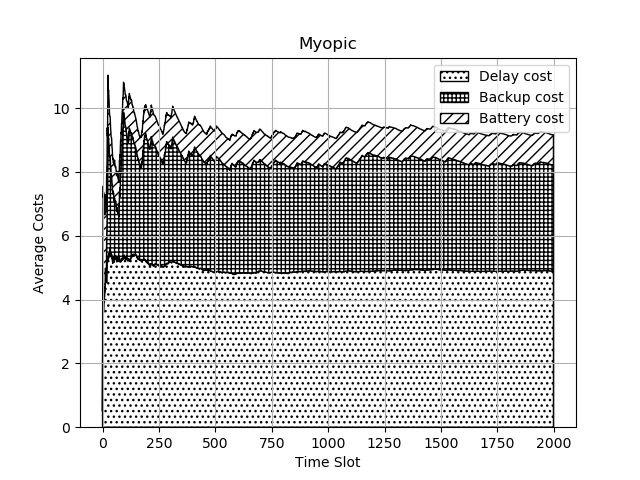 Myopic
Delay cost
Backup cost
Battery cost
Average Costs
10
8
6
4
2
0
0 250 500 750 1000 1250 1500 1750 2000
Time Slot